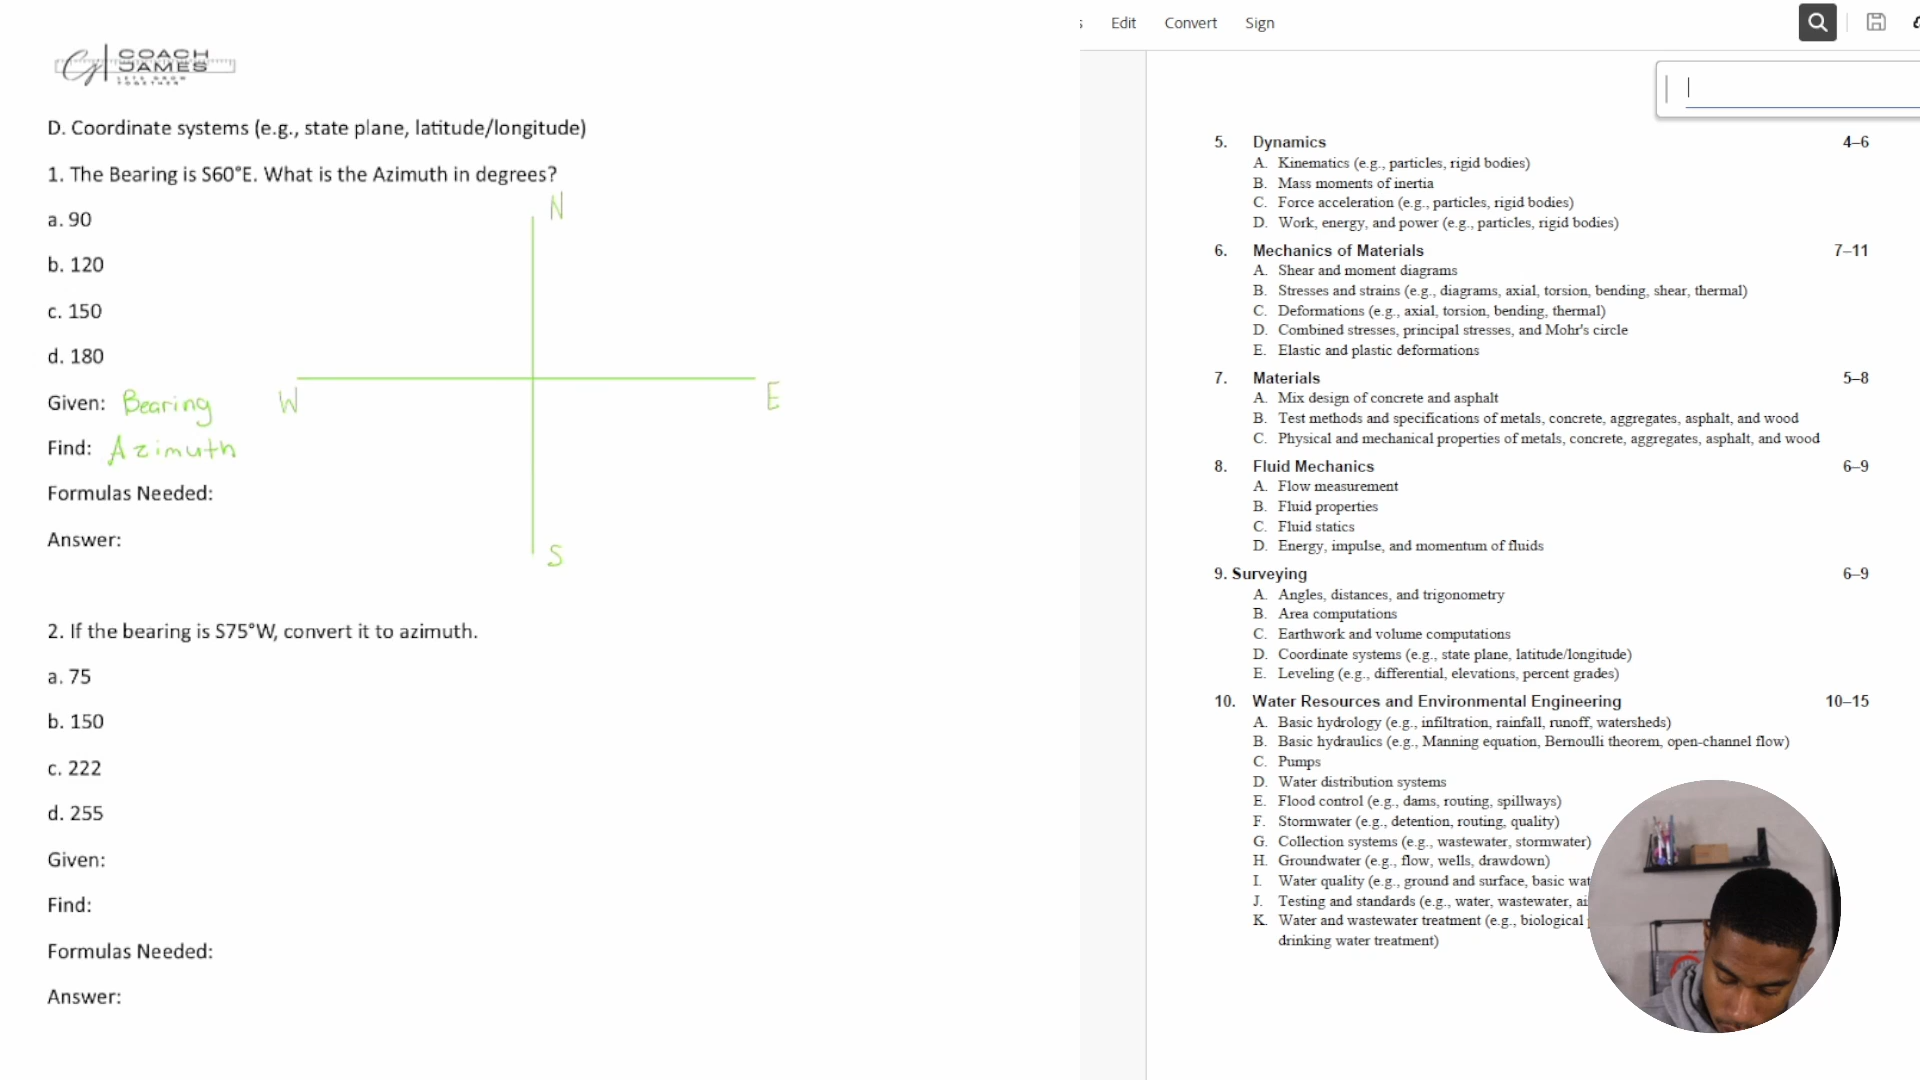 COACH
JAMES
LETS GROW
TOGETHER
D. Coordinate systems (e.g., state plane, latitude/longitude)
1. The Bearing is S60°E. What is the Azimuth in degrees?
N
a. 90
b. 120
c. 150
d. 180
Given: Bearing
W
E
Find: Azimuth
Formulas Needed:
Answer:
S
2. If the bearing is S75°W, convert it to azimuth.
a. 75
b. 150
c. 222
d. 255
Given:
Find:
Formulas Needed:
Answer:
Edit Convert Sign
5. Dynamics 4–6
A. Kinematics (e.g., particles, rigid bodies)
B. Mass moments of inertia
C. Force acceleration (e.g., particles, rigid bodies)
D. Work, energy, and power (e.g., particles, rigid bodies)
6. Mechanics of Materials 7–11
A. Shear and moment diagrams
B. Stresses and strains (e.g., diagrams, axial, torsion, bending, shear, thermal)
C. Deformations (e.g., axial, torsion, bending, thermal)
D. Combined stresses, principal stresses, and Mohr's circle
E. Elastic and plastic deformations
7. Materials 5–8
A. Mix design of concrete and asphalt
B. Test methods and specifications of metals, concrete, aggregates, asphalt, and wood
C. Physical and mechanical properties of metals, concrete, aggregates, asphalt, and wood
8. Fluid Mechanics 6–9
A. Flow measurement
B. Fluid properties
C. Fluid statics
D. Energy, impulse, and momentum of fluids
9. Surveying 6–9
A. Angles, distances, and trigonometry
B. Area computations
C. Earthwork and volume computations
D. Coordinate systems (e.g., state plane, latitude/longitude)
E. Leveling (e.g., differential, elevations, percent grades)
10. Water Resources and Environmental Engineering 10–15
A. Basic hydrology (e.g., infiltration, rainfall, runoff, watersheds)
B. Basic hydraulics (e.g., Manning equation, Bernoulli theorem, open-channel flow)
C. Pumps
D. Water distribution systems
E. Flood control (e.g., dams, routing, spillways)
F. Stormwater (e.g., detention, routing, quality)
G. Collection systems (e.g., wastewater, stormwater)
H. Groundwater (e.g., flow, wells, drawdown)
I. Water quality (e.g., ground and surface, basic wat
J. Testing and standards (e.g., water, wastewater, ai
K. Water and wastewater treatment (e.g., biological
drinking water treatment)